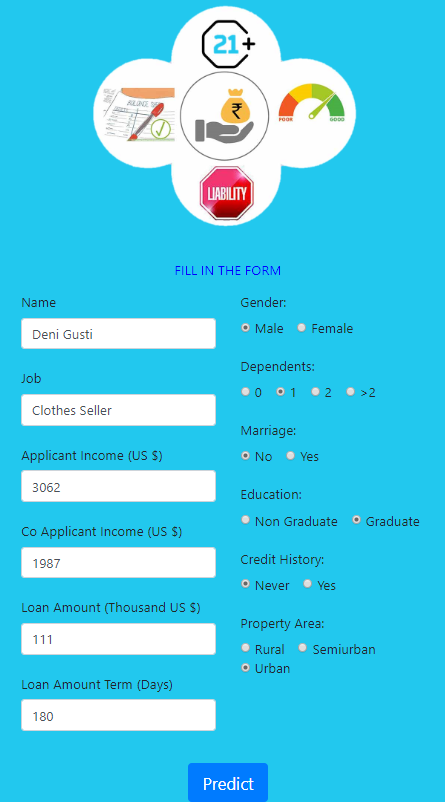 21+
BALANCE
₹
POOR
GOOD
LIABILITY
FILL IN THE FORM
Name
Deni Gusti
Job
Clothes Seller
Applicant Income (US $)
3062
Co Applicant Income (US $)
1987
Loan Amount (Thousand US $)
111
Loan Amount Term (Days)
180
Gender:
Male Female
Dependents:
0 1 2 >2
Marriage:
No Yes
Education:
Non Graduate Graduate
Credit History:
Never Yes
Property Area:
Rural Semiurban
Urban
Predict